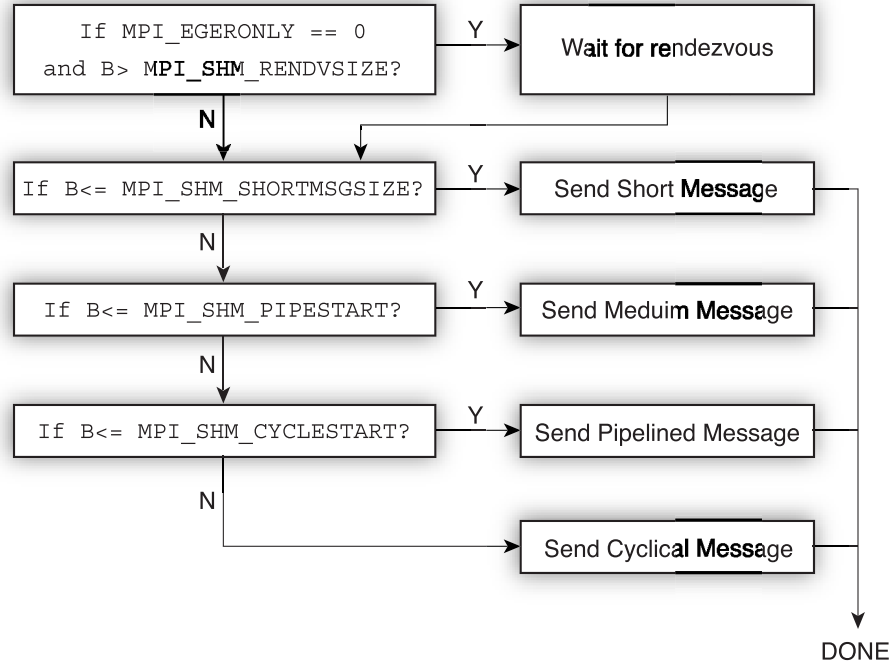 If MPI_EGERONLY == 0
and B> MPI_SHM_RENDVSIZE?
Y
Wait for rendezvous
N
If B<= MPI_SHM_SHORTMSGSIZE?
Y
Send Short Message
N
If B<= MPI_SHM_PIPESTART?
Y
Send Meduim Message
N
If B<= MPI_SHM_CYCLESTART?
Y
Send Pipelined Message
N
Send Cyclical Message
DONE